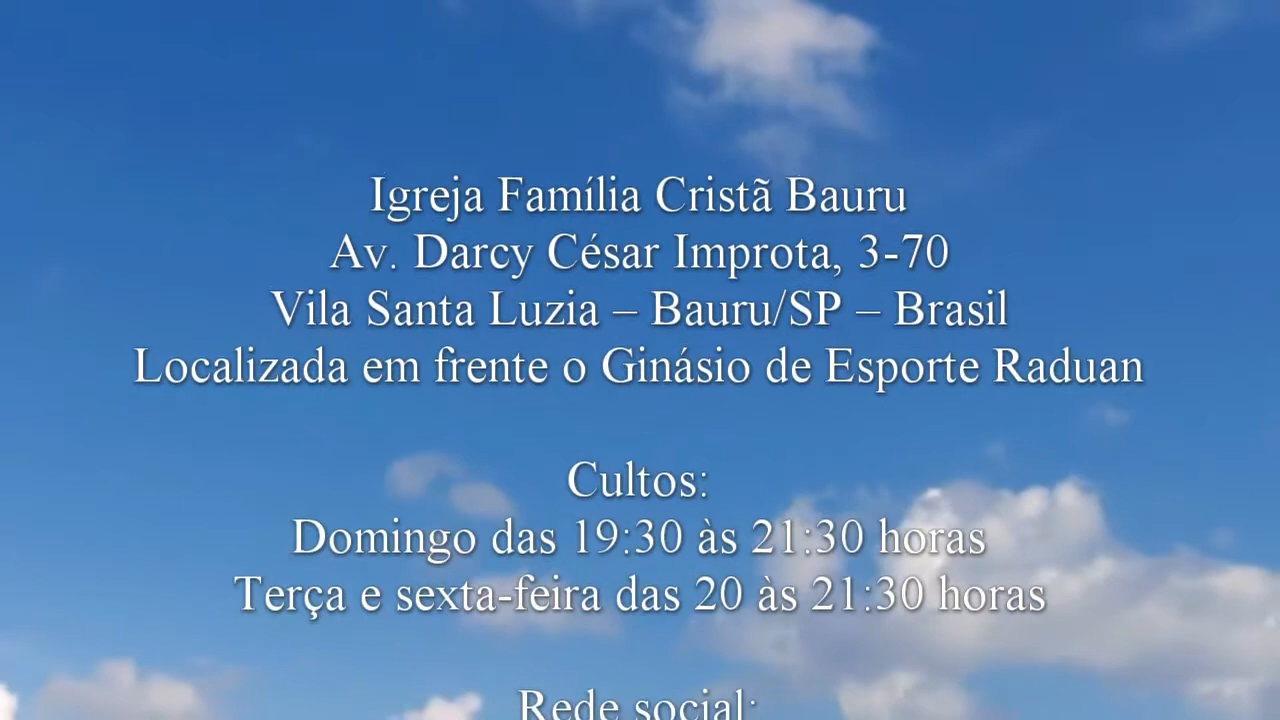 Igreja Família Cristã Bauru
Av. Darcy César Improta, 3-70
Vila Santa Luzia – Bauru/SP – Brasil
Localizada em frente o Ginásio de Esporte Raduan
Cultos:
Domingo das 19:30 às 21:30 horas
Terça e sexta-feira das 20 às 21:30 horas
Rede social: